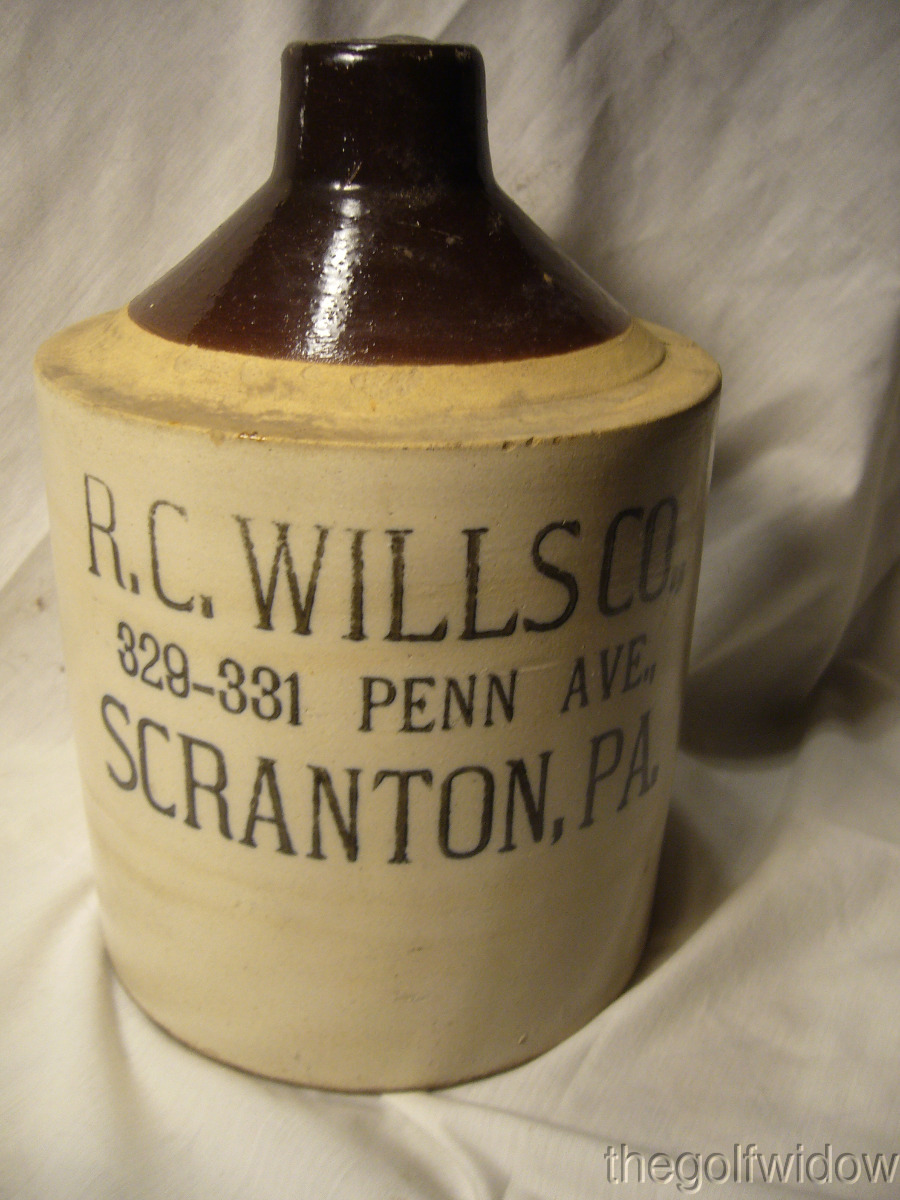 R.C. WILLS CO.,
329-331 PENN AVE.,
SCRANTON, PA.
thegolfwidow